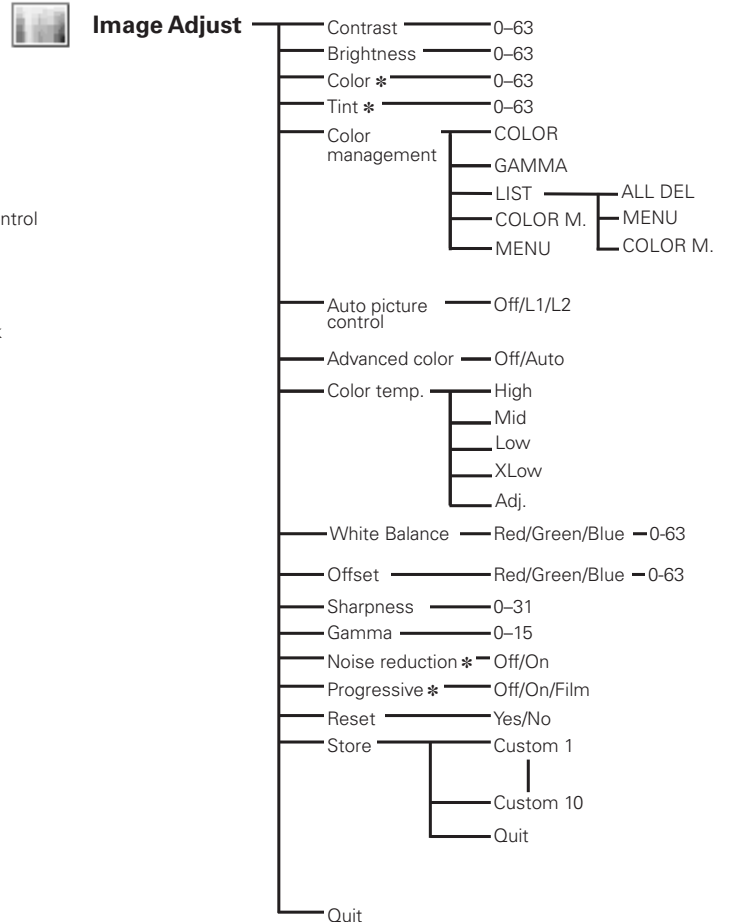 Image Adjust
Contrast 0–63
Brightness 0–63
Color ✻ 0–63
Tint ✻ 0–63
Color
management
COLOR
GAMMA
LIST
COLOR M.
MENU
ALL DEL
MENU
COLOR M.
ntrol
Auto picture
control
Off/L1/L2
Advanced color Off/Auto
Color temp. High
Mid
Low
XLow
Adj.
White Balance Red/Green/Blue 0-63
Offset Red/Green/Blue 0-63
Sharpness 0–31
Gamma 0–15
Noise reduction ✻ Off/On
Progressive ✻ Off/On/Film
Reset Yes/No
Store Custom 1
Custom 10
Quit
Quit